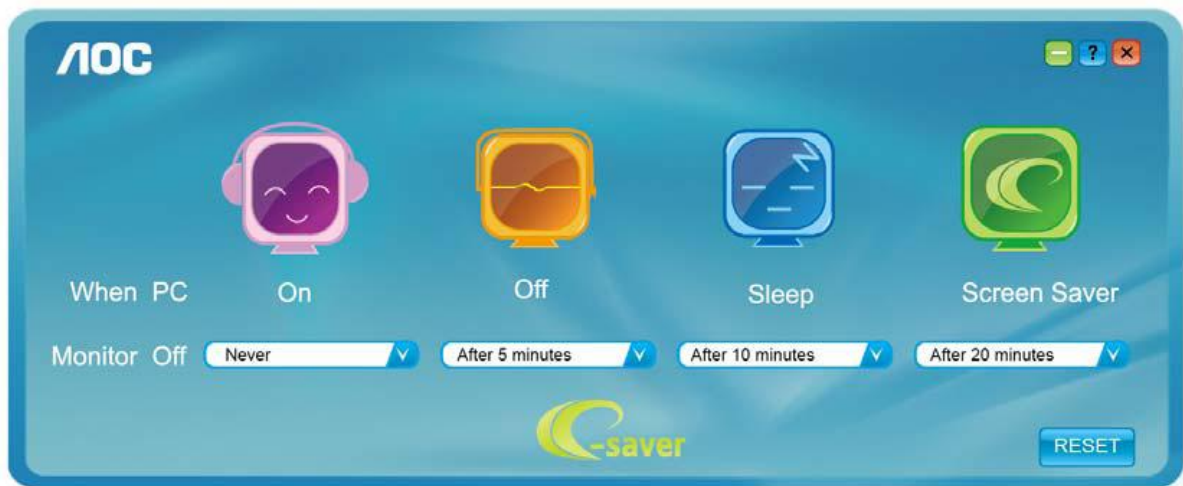 AOC
?
When PC On Off Sleep Screen Saver
Monitor Off Never After 5 minutes After 10 minutes After 20 minutes
e-saver
RESET